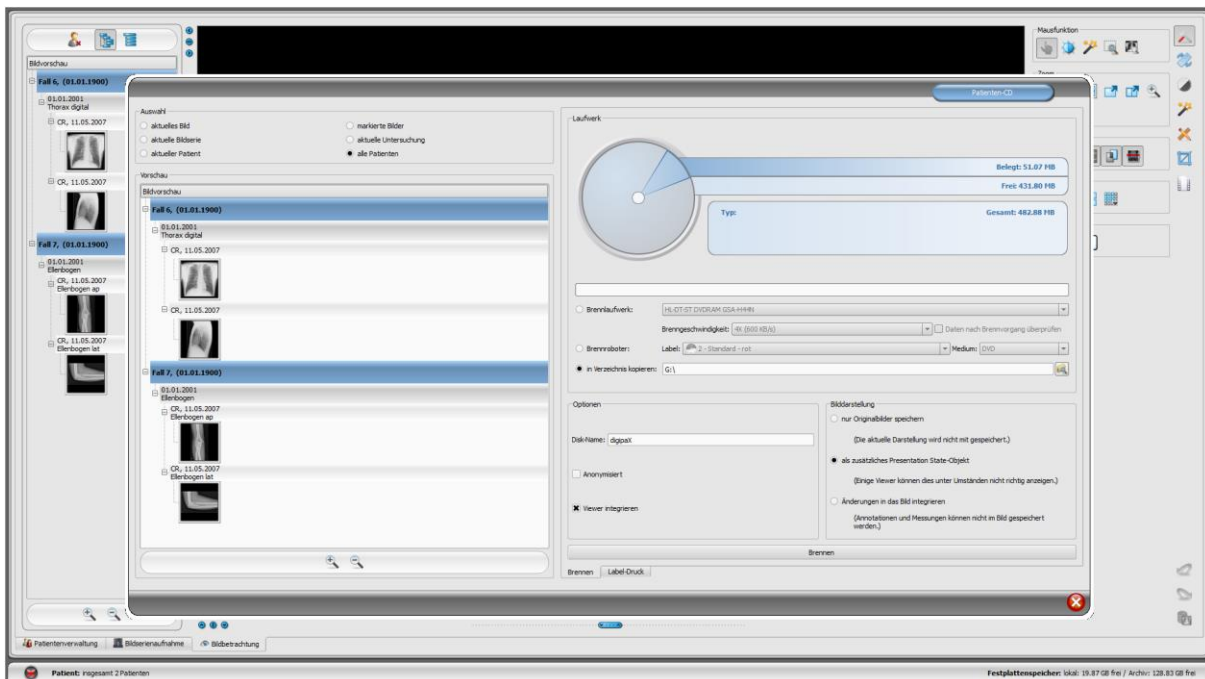 Mausfunktion
Bildvorschau
Fall 6, (01.01.1900)
01.01.2001
Thorax digital
CR, 11.05.2007
CR, 11.05.2007
Fall 7, (01.01.1900)
01.01.2001
Ellenbogen
CR, 11.05.2007
Ellenbogen ap
CR, 11.05.2007
Ellenbogen lat
Patienten-CD
Auswahl
aktuelles Bild
markierte Bilder
aktuelle Bildserie
aktuelle Untersuchung
aktueller Patient
alle Patienten
Vorschau
Bildvorschau
Fall 6, (01.01.1900)
01.01.2001
Thorax digital
CR, 11.05.2007
CR, 11.05.2007
Fall 7, (01.01.1900)
01.01.2001
Ellenbogen
CR, 11.05.2007
Ellenbogen ap
CR, 11.05.2007
Ellenbogen lat
Laufwerk
Belegt: 51.07 MB
Frei: 431.80 MB
Typ: Gesamt: 482.88 MB
Brennlaufwerk: HL-DT-ST DVDRAM
Brenngeschwindigkeit: 4X (600 KB/s) Daten nach Brennvorgang überprüfen
Brennroboter: Label: 2 - Standard - rot Medium: DVD
in Verzeichnis kopieren: G:\
Optionen
Disk-Name: digipaX
Anonymisiert
Viewer integrieren
Bilddarstellung
nur Originalbilder speichern
(Die aktuelle Darstellung wird nicht mit gespeichert.)
als zusätzliches Presentation State-Objekt
(Einige Viewer können dies unter Umständen nicht richtig anzeigen.)
Änderungen in das Bild integrieren
(Annotationen und Messungen können nicht im Bild gespeichert
werden.)
Brennen
Brennen Label-Druck
Patientenverwaltung Bildserienaufnahme Bildbetrachtung
Patient: insgesamt 2 Patienten
Festplattenspeicher: lokal: 19.87 GB frei / Archiv: 128.83 GB frei